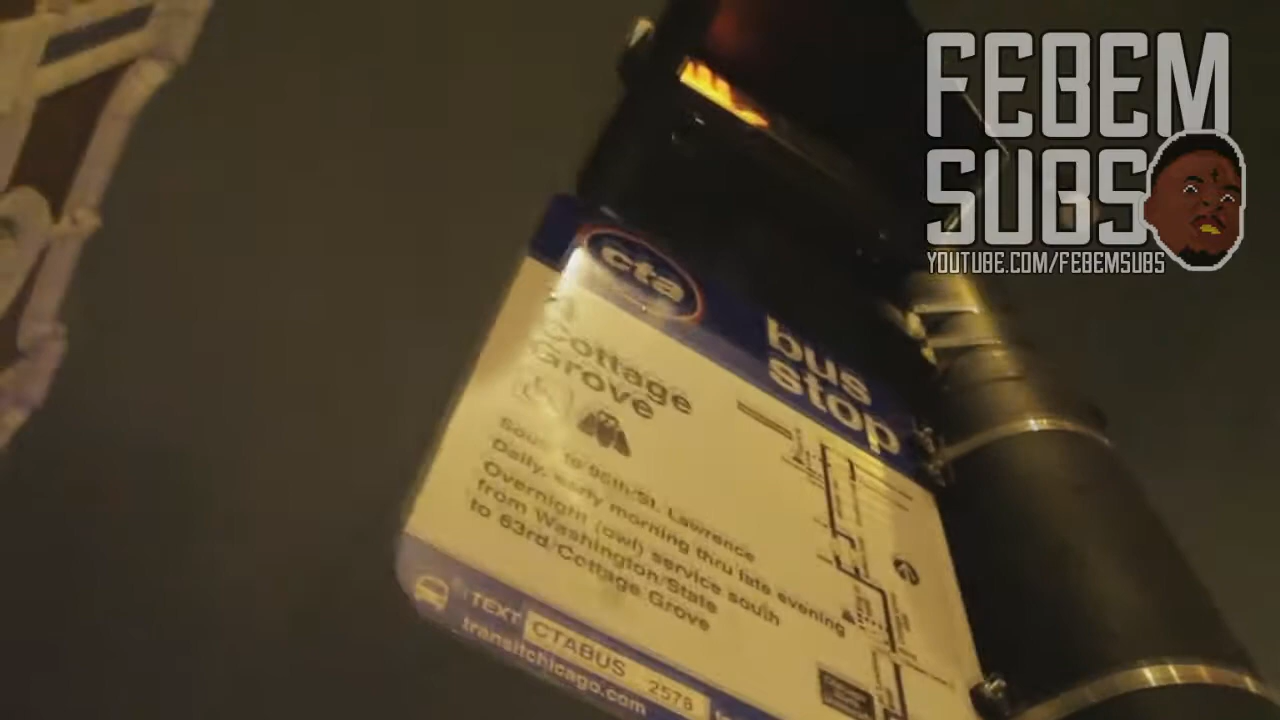 FEBEM
SUBS
YOUTUBE.COM/FEBEMSUBS
cta
bus
stop
Cottage
Grove
South to 95th/St. Lawrence
Daily, early morning thru late evening
Overnight (owl) service south
from Washington/State
to 63rd/Cottage Grove
TEXT CTABUS 2578
transitchicago.com